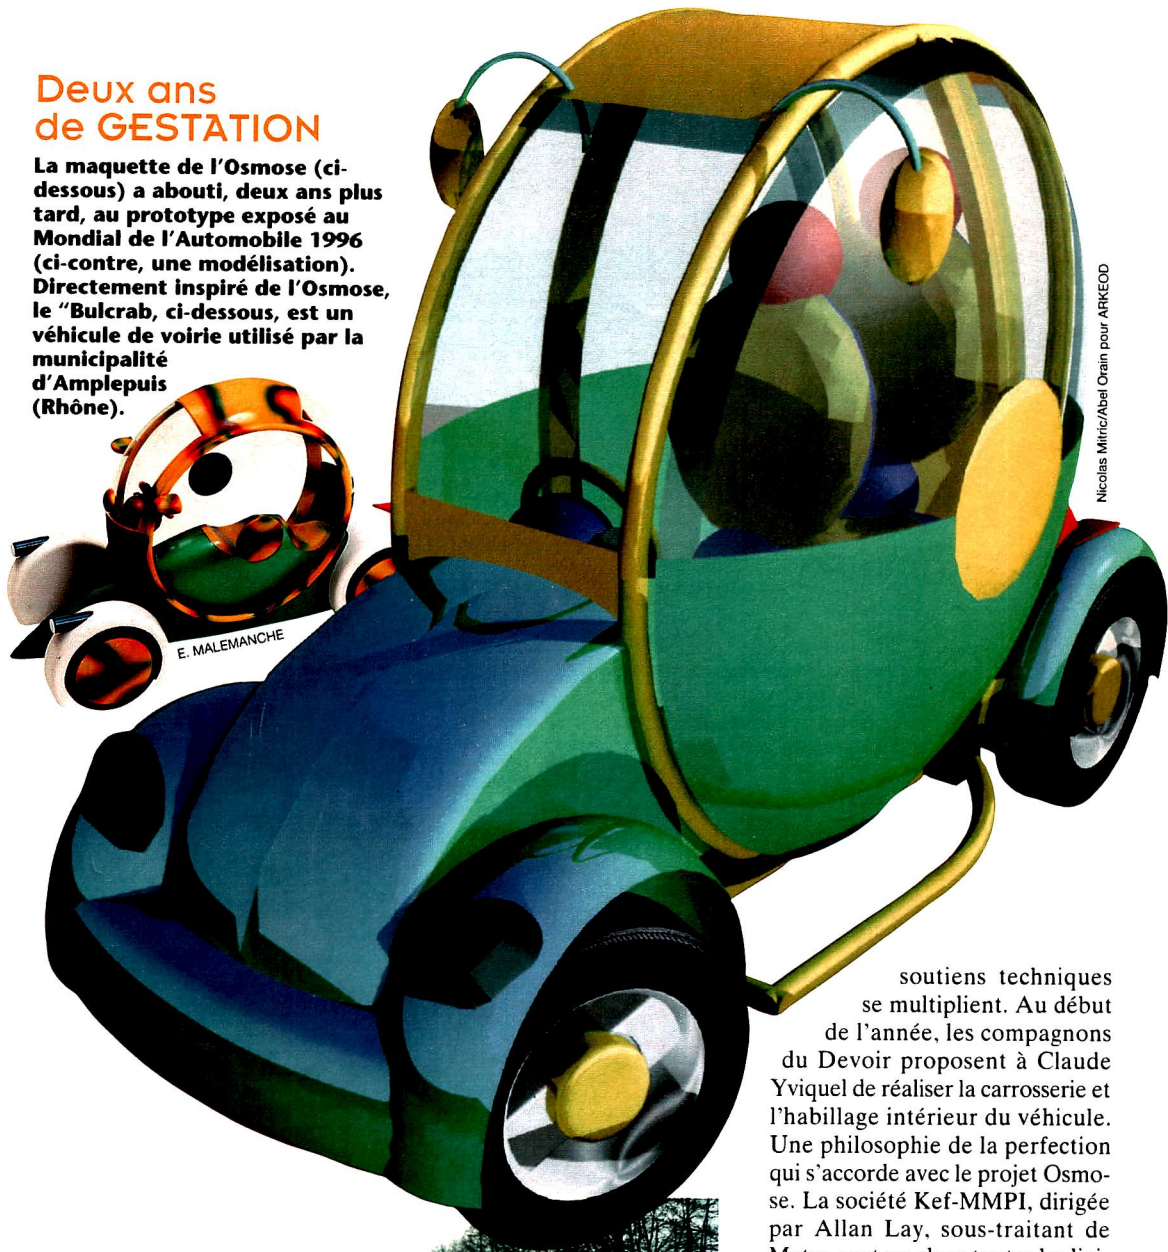 Deux ans
de GESTATION
La maquette de l'Osmose (ci-
dessous) a abouti, deux ans plus
tard, au prototype exposé au
Mondial de l'Automobile 1996
(ci-contre, une modélisation).
Directement inspiré de l'Osmose,
le “Bulcrab, ci-dessous, est un
véhicule de voirie utilisé par la
municipalité
d'Amplepuis
(Rhône).
E. MALEMANCHE
Nicolas Mitric/Abel Orain pour ARKEOD
soutiens techniques
se multiplient. Au début
de l'année, les compagnons
du Devoir proposent à Claude
Yviquel de réaliser la carrosserie et
l'habillage intérieur du véhicule.
Une philosophie de la perfection
qui s'accorde avec le projet Osmo-
se. La société Kef-MMPI, dirigée
par Allan Lay, sous-traitant de